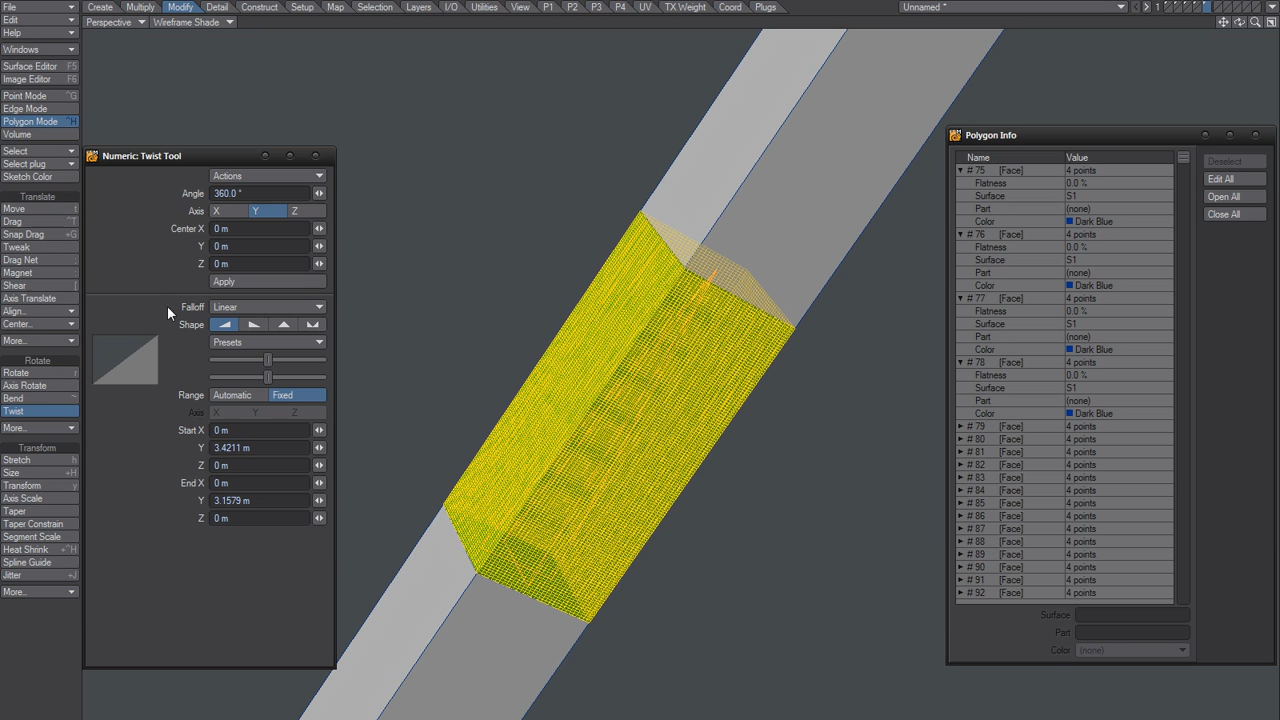 File Create Multiply Modify Detail Construct Setup Map Selection Layers I/O Utilities View P1 P2 P3 P4 UV TX Weight Coord Plugs Unnamed * 1
Edit Perspective Wireframe Shade
Help
Windows
Surface Editor F5
Image Editor F6
Point Mode ^G
Edge Mode
Polygon Mode ^H
Volume
Select
Select plug
Sketch Color
Translate
Move t
Drag ^T
Snap Drag +G
Tweak
Drag Net ;
Magnet :
Shear [
Axis Translate
Align...
Center...
More...
Rotate
Rotate r
Axis Rotate
Bend ~
Twist
More...
Transform
Stretch h
Size +H
Transform y
Axis Scale
Taper
Taper Constrain
Segment Scale
Heat Shrink +^H
Spline Guide
Jitter +J
More...
Numeric: Twist Tool
Actions
Angle 360.0 °
Axis X Y Z
Center X 0 m
Y 0 m
Z 0 m
Apply
Falloff Linear
Shape
Presets
Range Automatic Fixed
Axis X Y Z
Start X 0 m
Y 3.4211 m
Z 0 m
End X 0 m
Y 3.1579 m
Z 0 m
Polygon Info
Name Value
# 75 [Face] 4 points
Flatness 0.0 %
Surface S1
Part (none)
Color Dark Blue
# 76 [Face] 4 points
Flatness 0.0 %
Surface S1
Part (none)
Color Dark Blue
# 77 [Face] 4 points
Flatness 0.0 %
Surface S1
Part (none)
Color Dark Blue
# 78 [Face] 4 points
Flatness 0.0 %
Surface S1
Part (none)
Color Dark Blue
# 79 [Face] 4 points
# 80 [Face] 4 points
# 81 [Face] 4 points
# 82 [Face] 4 points
# 83 [Face] 4 points
# 84 [Face] 4 points
# 85 [Face] 4 points
# 86 [Face] 4 points
# 87 [Face] 4 points
# 88 [Face] 4 points
# 89 [Face] 4 points
# 90 [Face] 4 points
# 91 [Face] 4 points
# 92 [Face] 4 points
Surface
Part
Color (none)
Deselect
Edit All
Open All
Close All